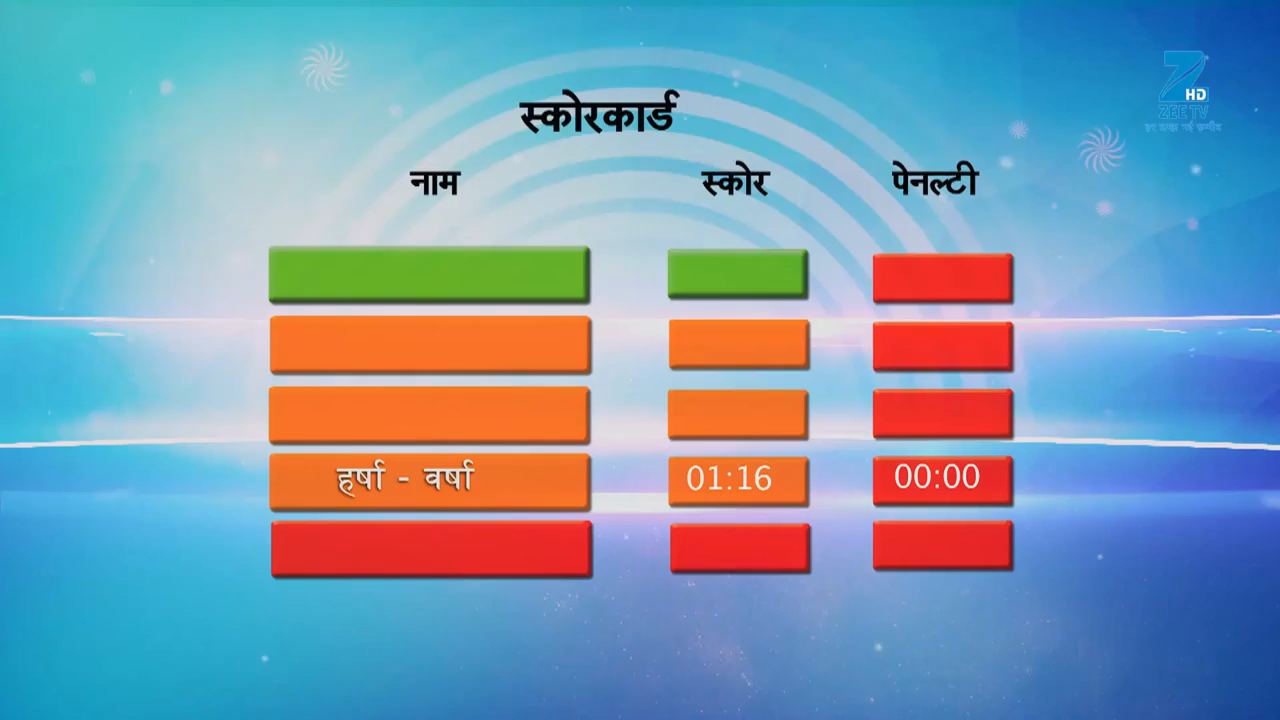 HD
ZEE TV
स्कोरकार्ड
नाम स्कोर पेनल्टी
हर्षा - वर्षा 01:16 00:00